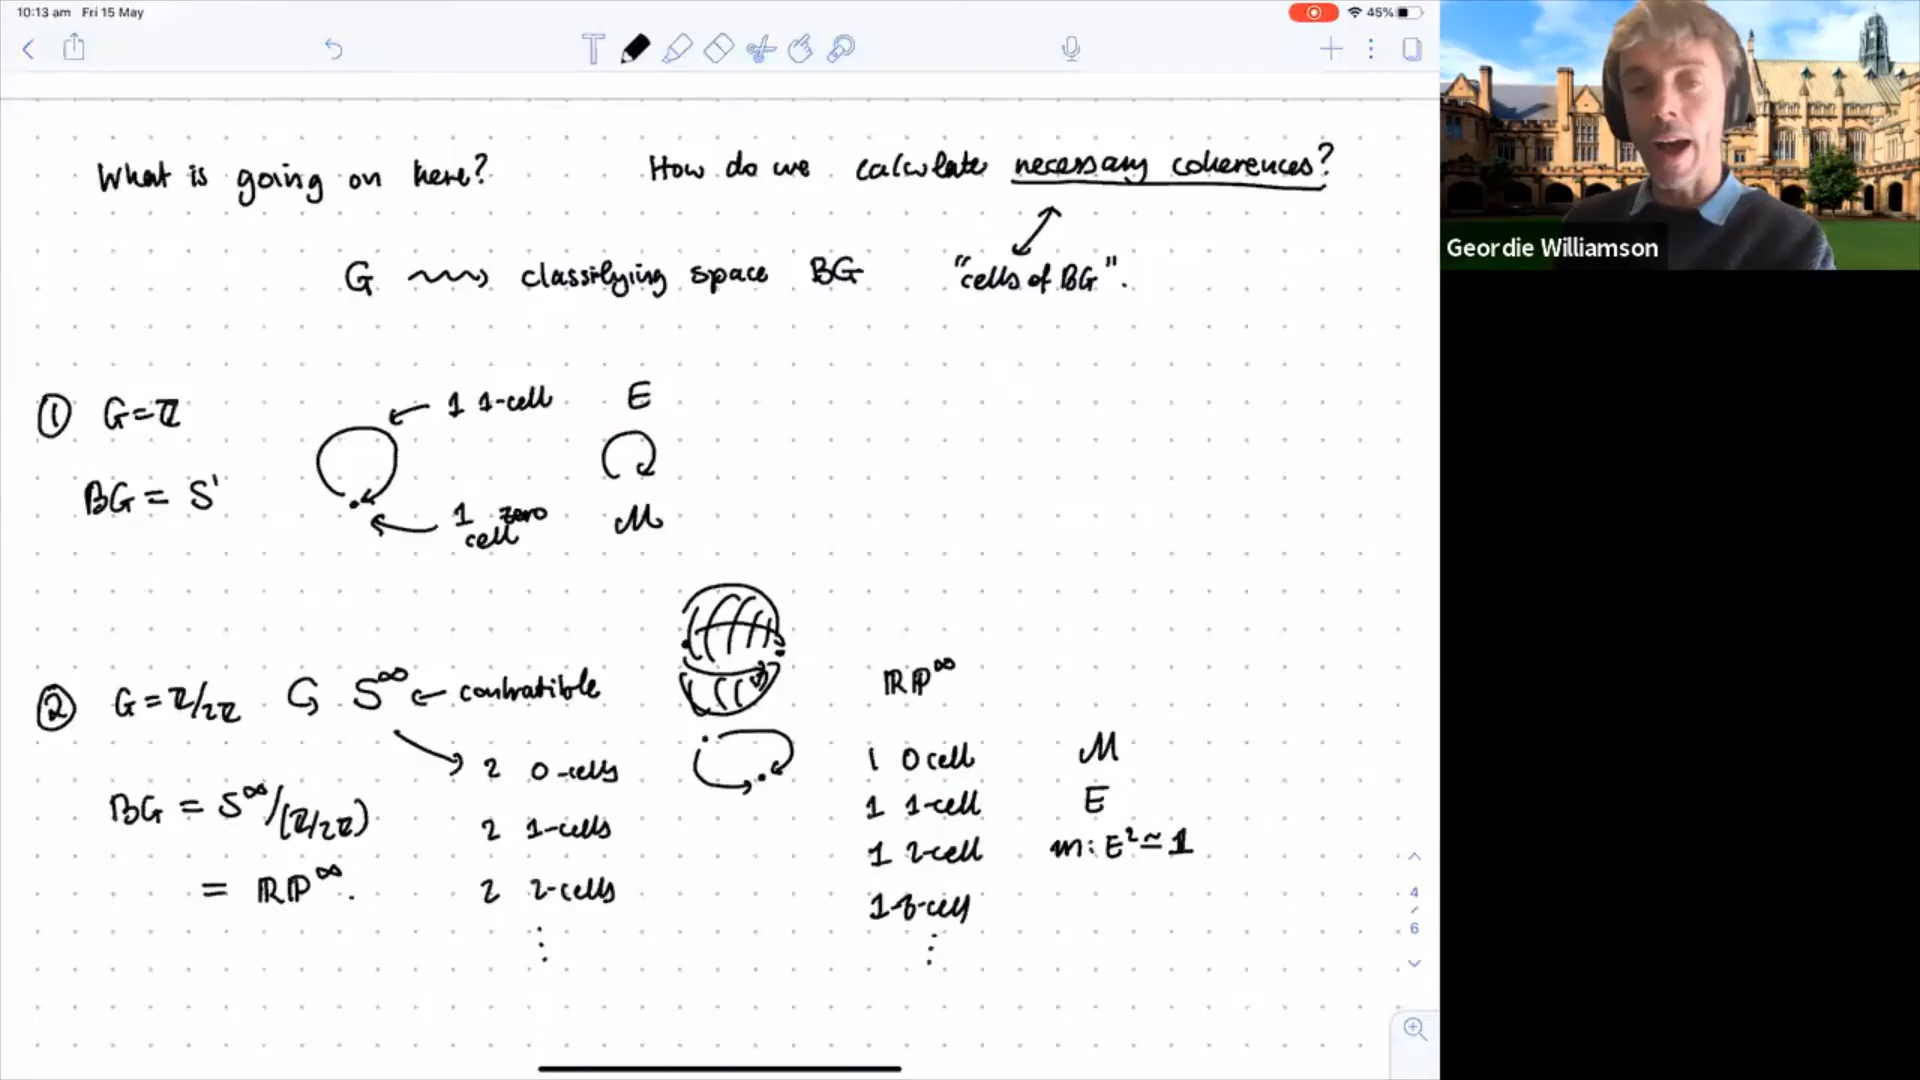 10:13 am Fri 15 May
45%
What is going on here? How do we calculate necessary coherences?
G ⟿ classifying space BG "cells of BG".
① G=ℤ
1 1-cell
E
BG = S¹
1 zero cell
M
② G=ℤ/2ℤ ↻ S^∞ ← contratible
RP^∞
2 0-cells
1 0 cell M
BG = S^∞/(ℤ/2ℤ)
2 1-cells
1 1-cell E
1 2-cell m: E² ≃ 1
= RP^∞.
2 2-cells
1-3-cell
⋮
⋮
4/6
Geordie Williamson